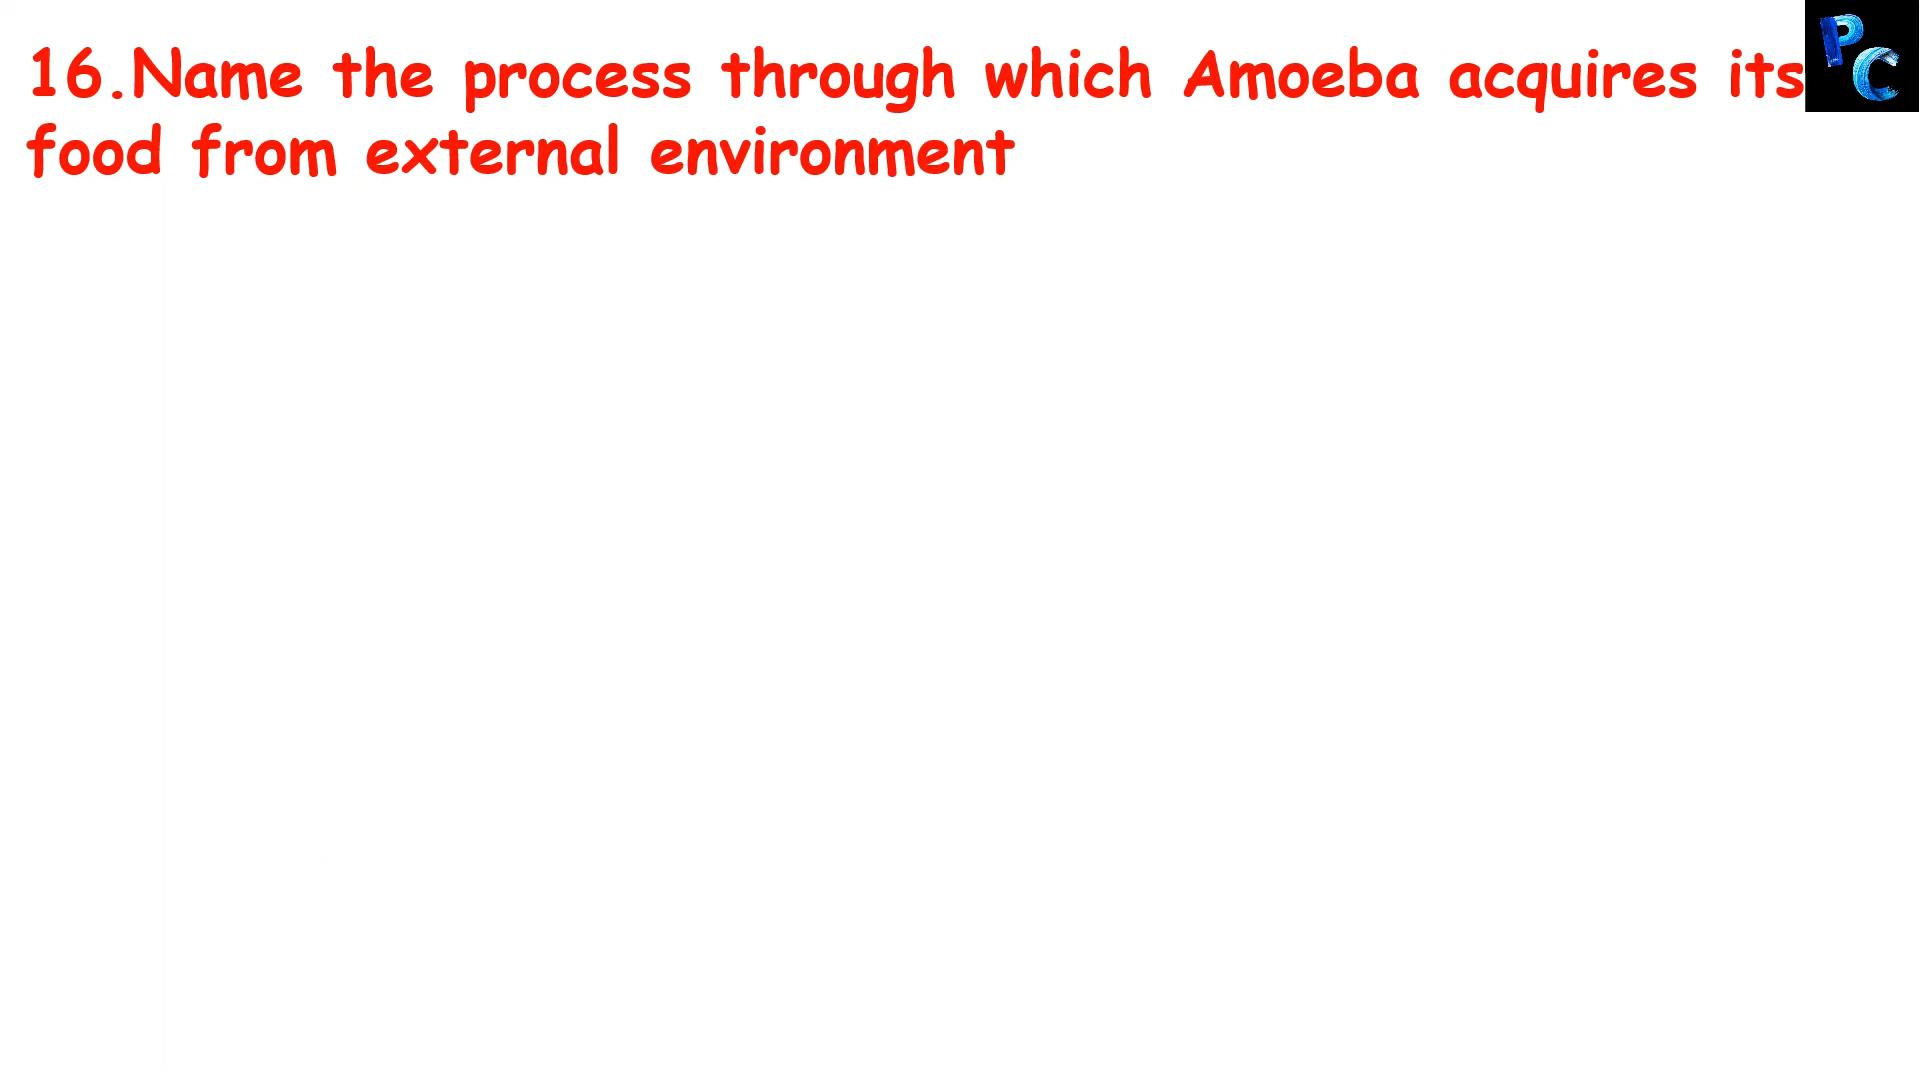 16.Name the process through which Amoeba acquires its
food from external environment
PC